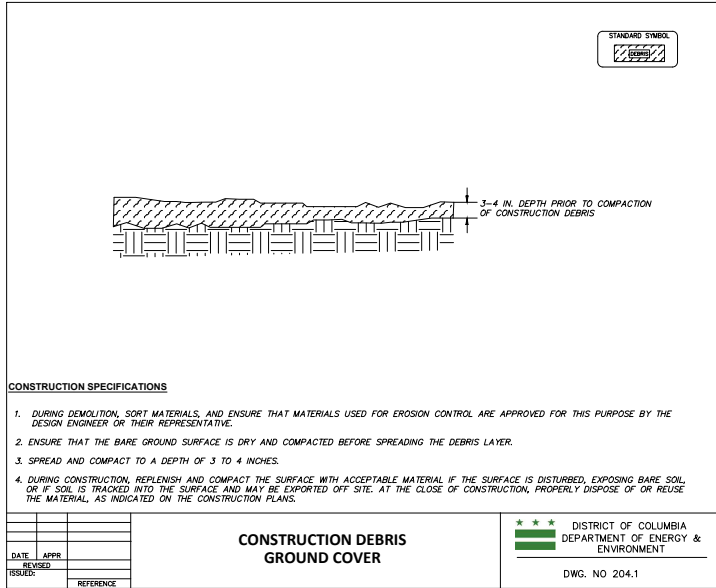 STANDARD SYMBOL
DEBRIS
3-4 IN. DEPTH PRIOR TO COMPACTION
OF CONSTRUCTION DEBRIS
CONSTRUCTION SPECIFICATIONS
1. DURING DEMOLITION, SORT MATERIALS, AND ENSURE THAT MATERIALS USED FOR EROSION CONTROL ARE APPROVED FOR THIS PURPOSE BY THE
DESIGN ENGINEER OR THEIR REPRESENTATIVE.
2. ENSURE THAT THE BARE GROUND SURFACE IS DRY AND COMPACTED BEFORE SPREADING THE DEBRIS LAYER.
3. SPREAD AND COMPACT TO A DEPTH OF 3 TO 4 INCHES.
4. DURING CONSTRUCTION, REPLENISH AND COMPACT THE SURFACE WITH ACCEPTABLE MATERIAL IF THE SURFACE IS DISTURBED, EXPOSING BARE SOIL,
OR IF SOIL IS TRACKED INTO THE SURFACE AND MAY BE EXPORTED OFF SITE. AT THE CLOSE OF CONSTRUCTION, PROPERLY DISPOSE OF OR REUSE
THE MATERIAL, AS INDICATED ON THE CONSTRUCTION PLANS.
DATE APPR
REVISED
ISSUED:
REFERENCE
CONSTRUCTION DEBRIS
GROUND COVER
DISTRICT OF COLUMBIA
DEPARTMENT OF ENERGY &
ENVIRONMENT
DWG. NO 204.1